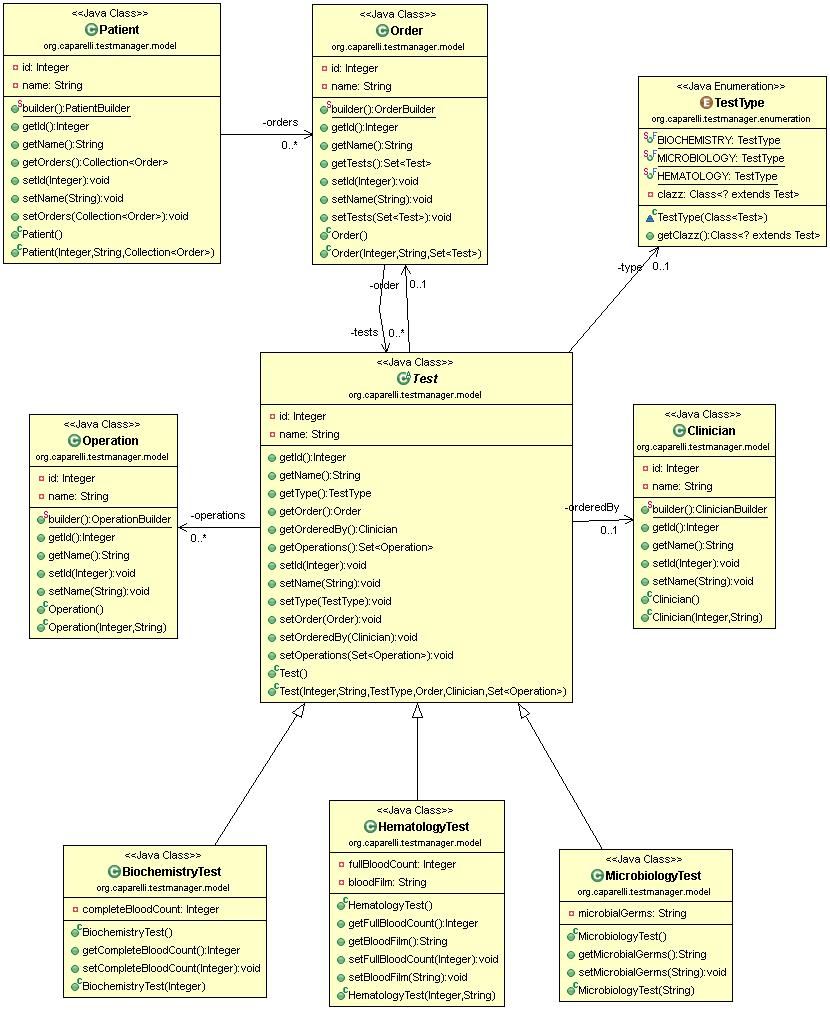 <<Java Class>>
Patient
org.caparelli.testmanager.model
id: Integer
name: String
builder():PatientBuilder
getId():Integer
getName():String
getOrders():Collection<Order>
setId(Integer):void
setName(String):void
setOrders(Collection<Order>):void
Patient()
Patient(Integer,String,Collection<Order>)
-orders
0..*
<<Java Class>>
Order
org.caparelli.testmanager.model
id: Integer
name: String
builder():OrderBuilder
getId():Integer
getName():String
getTests():Set<Test>
setId(Integer):void
setName(String):void
setTests(Set<Test>):void
Order()
Order(Integer,String,Set<Test>)
<<Java Enumeration>>
TestType
org.caparelli.testmanager.enumeration
BIOCHEMISTRY: TestType
MICROBIOLOGY: TestType
HEMATOLOGY: TestType
clazz: Class<? extends Test>
TestType(Class<Test>)
getClazz():Class<? extends Test>
-type
0..1
-order
0..1
-tests
0..*
<<Java Class>>
Test
org.caparelli.testmanager.model
id: Integer
name: String
getId():Integer
getName():String
getType():TestType
getOrder():Order
getOrderedBy():Clinician
getOperations():Set<Operation>
setId(Integer):void
setName(String):void
setType(TestType):void
setOrder(Order):void
setOrderedBy(Clinician):void
setOperations(Set<Operation>):void
Test()
Test(Integer,String,TestType,Order,Clinician,Set<Operation>)
<<Java Class>>
Operation
org.caparelli.testmanager.model
id: Integer
name: String
builder():OperationBuilder
getId():Integer
getName():String
setId(Integer):void
setName(String):void
Operation()
Operation(Integer,String)
-operations
0..*
-orderedBy
0..1
<<Java Class>>
Clinician
org.caparelli.testmanager.model
id: Integer
name: String
builder():ClinicianBuilder
getId():Integer
getName():String
setId(Integer):void
setName(String):void
Clinician()
Clinician(Integer,String)
<<Java Class>>
BiochemistryTest
org.caparelli.testmanager.model
completeBloodCount: Integer
BiochemistryTest()
getCompleteBloodCount():Integer
setCompleteBloodCount(Integer):void
BiochemistryTest(Integer)
<<Java Class>>
HematologyTest
org.caparelli.testmanager.model
fullBloodCount: Integer
bloodFilm: String
HematologyTest()
getFullBloodCount():Integer
getBloodFilm():String
setFullBloodCount(Integer):void
setBloodFilm(String):void
HematologyTest(Integer,String)
<<Java Class>>
MicrobiologyTest
org.caparelli.testmanager.model
microbialGerms: String
MicrobiologyTest()
getMicrobialGerms():String
setMicrobialGerms(String):void
MicrobiologyTest(String)